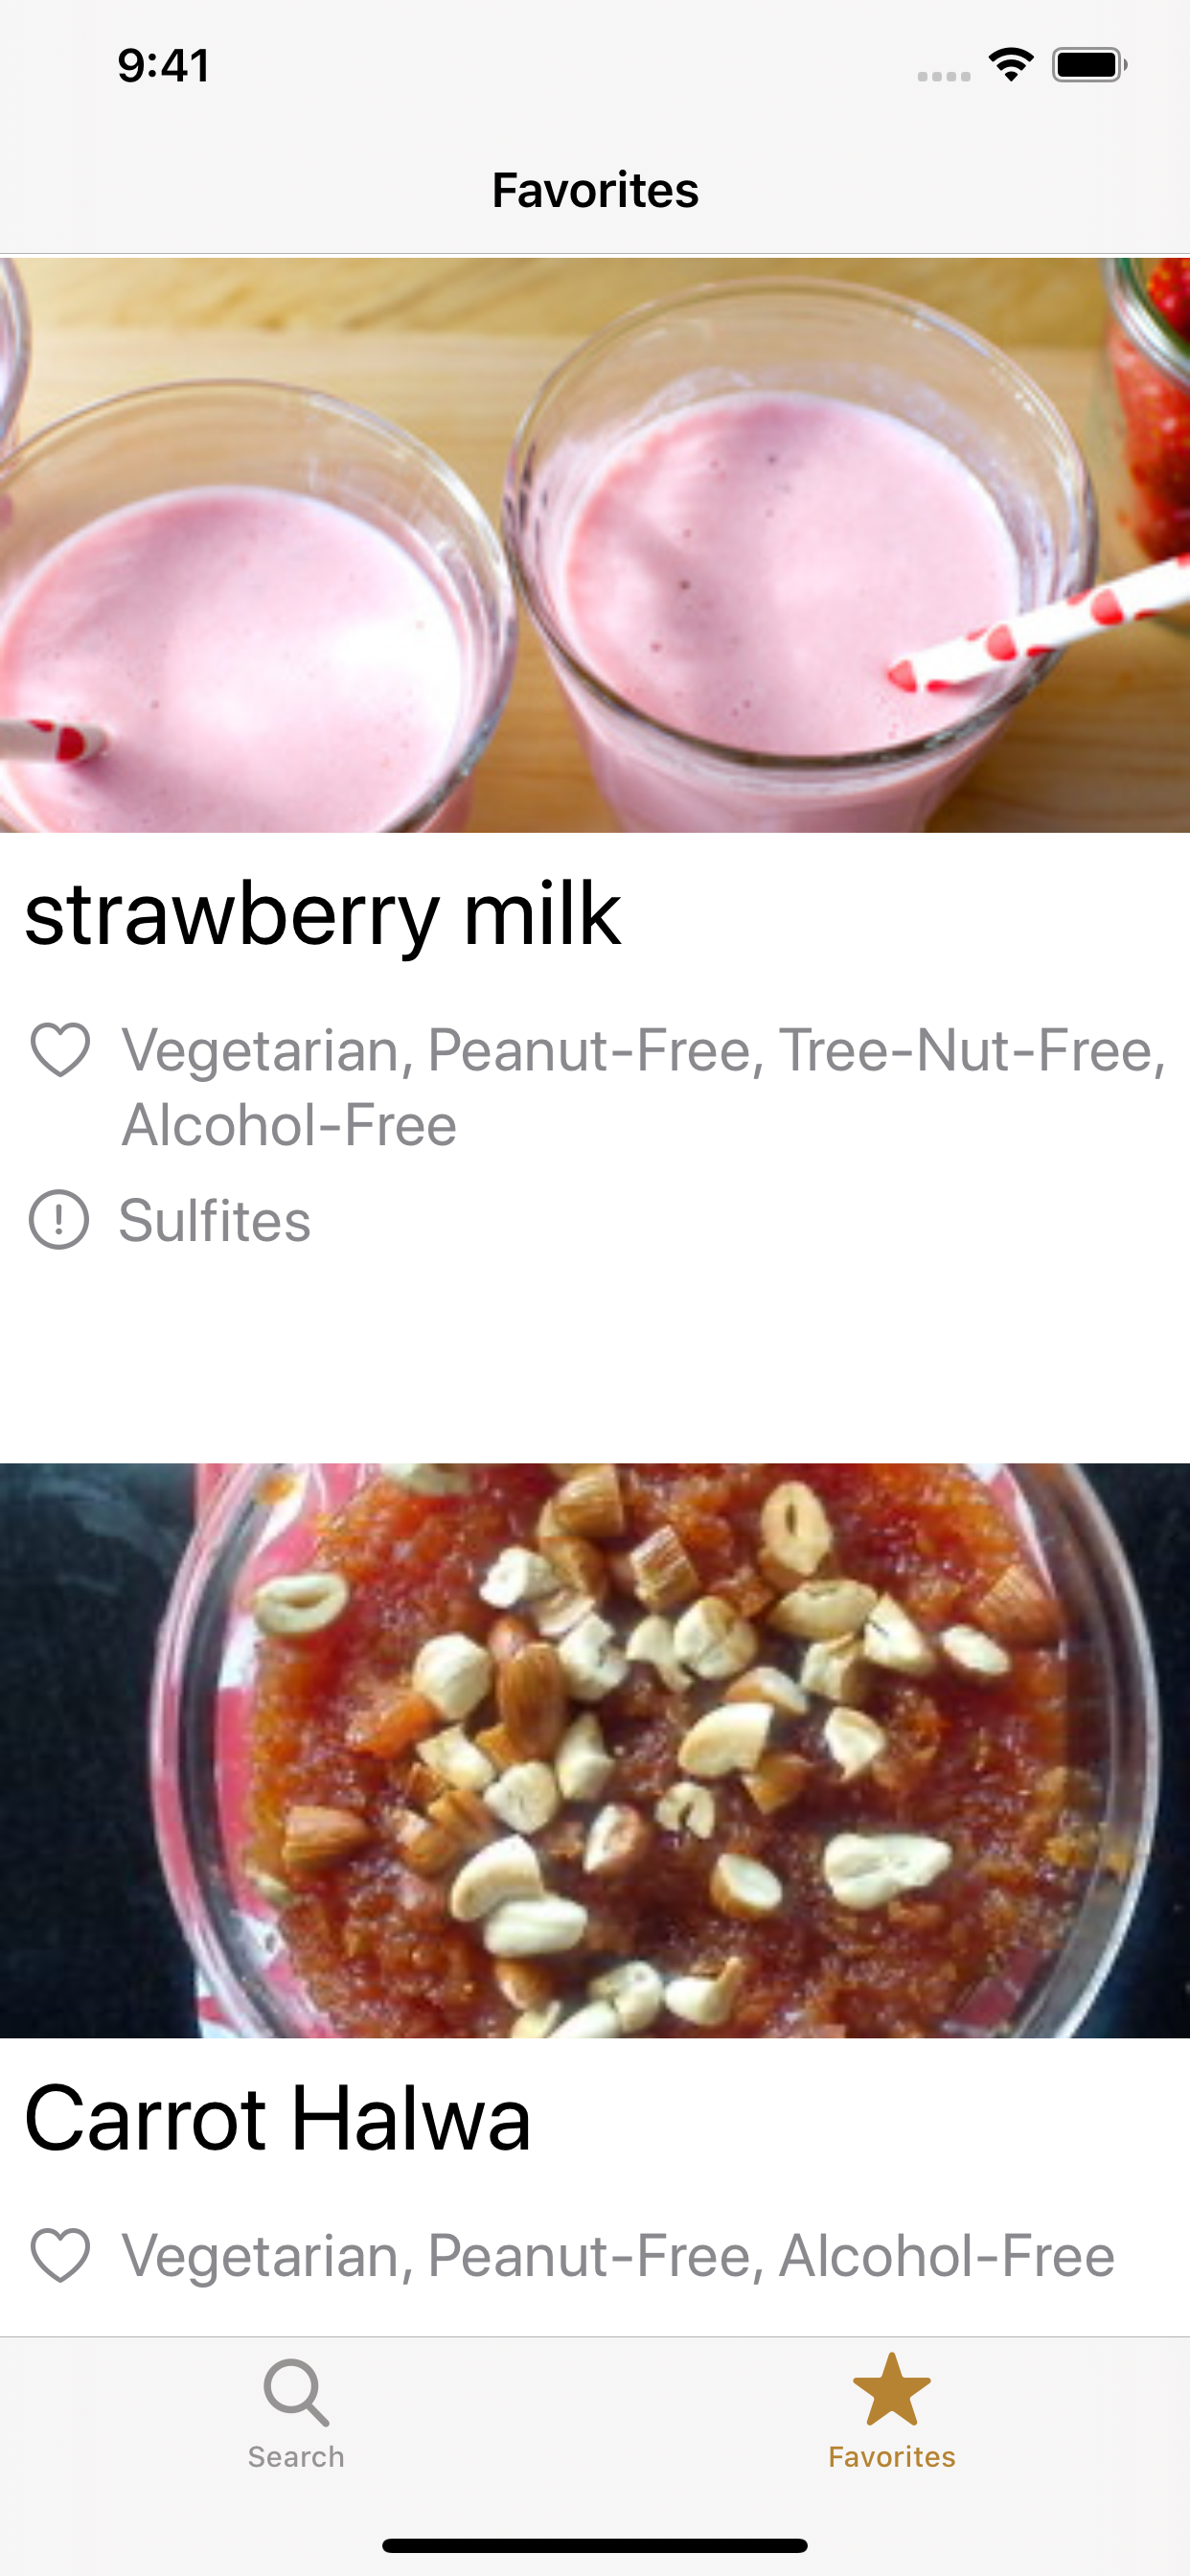 9:41
Favorites
strawberry milk
Vegetarian, Peanut-Free, Tree-Nut-Free,
Alcohol-Free
Sulfites
Carrot Halwa
Vegetarian, Peanut-Free, Alcohol-Free
Search
Favorites